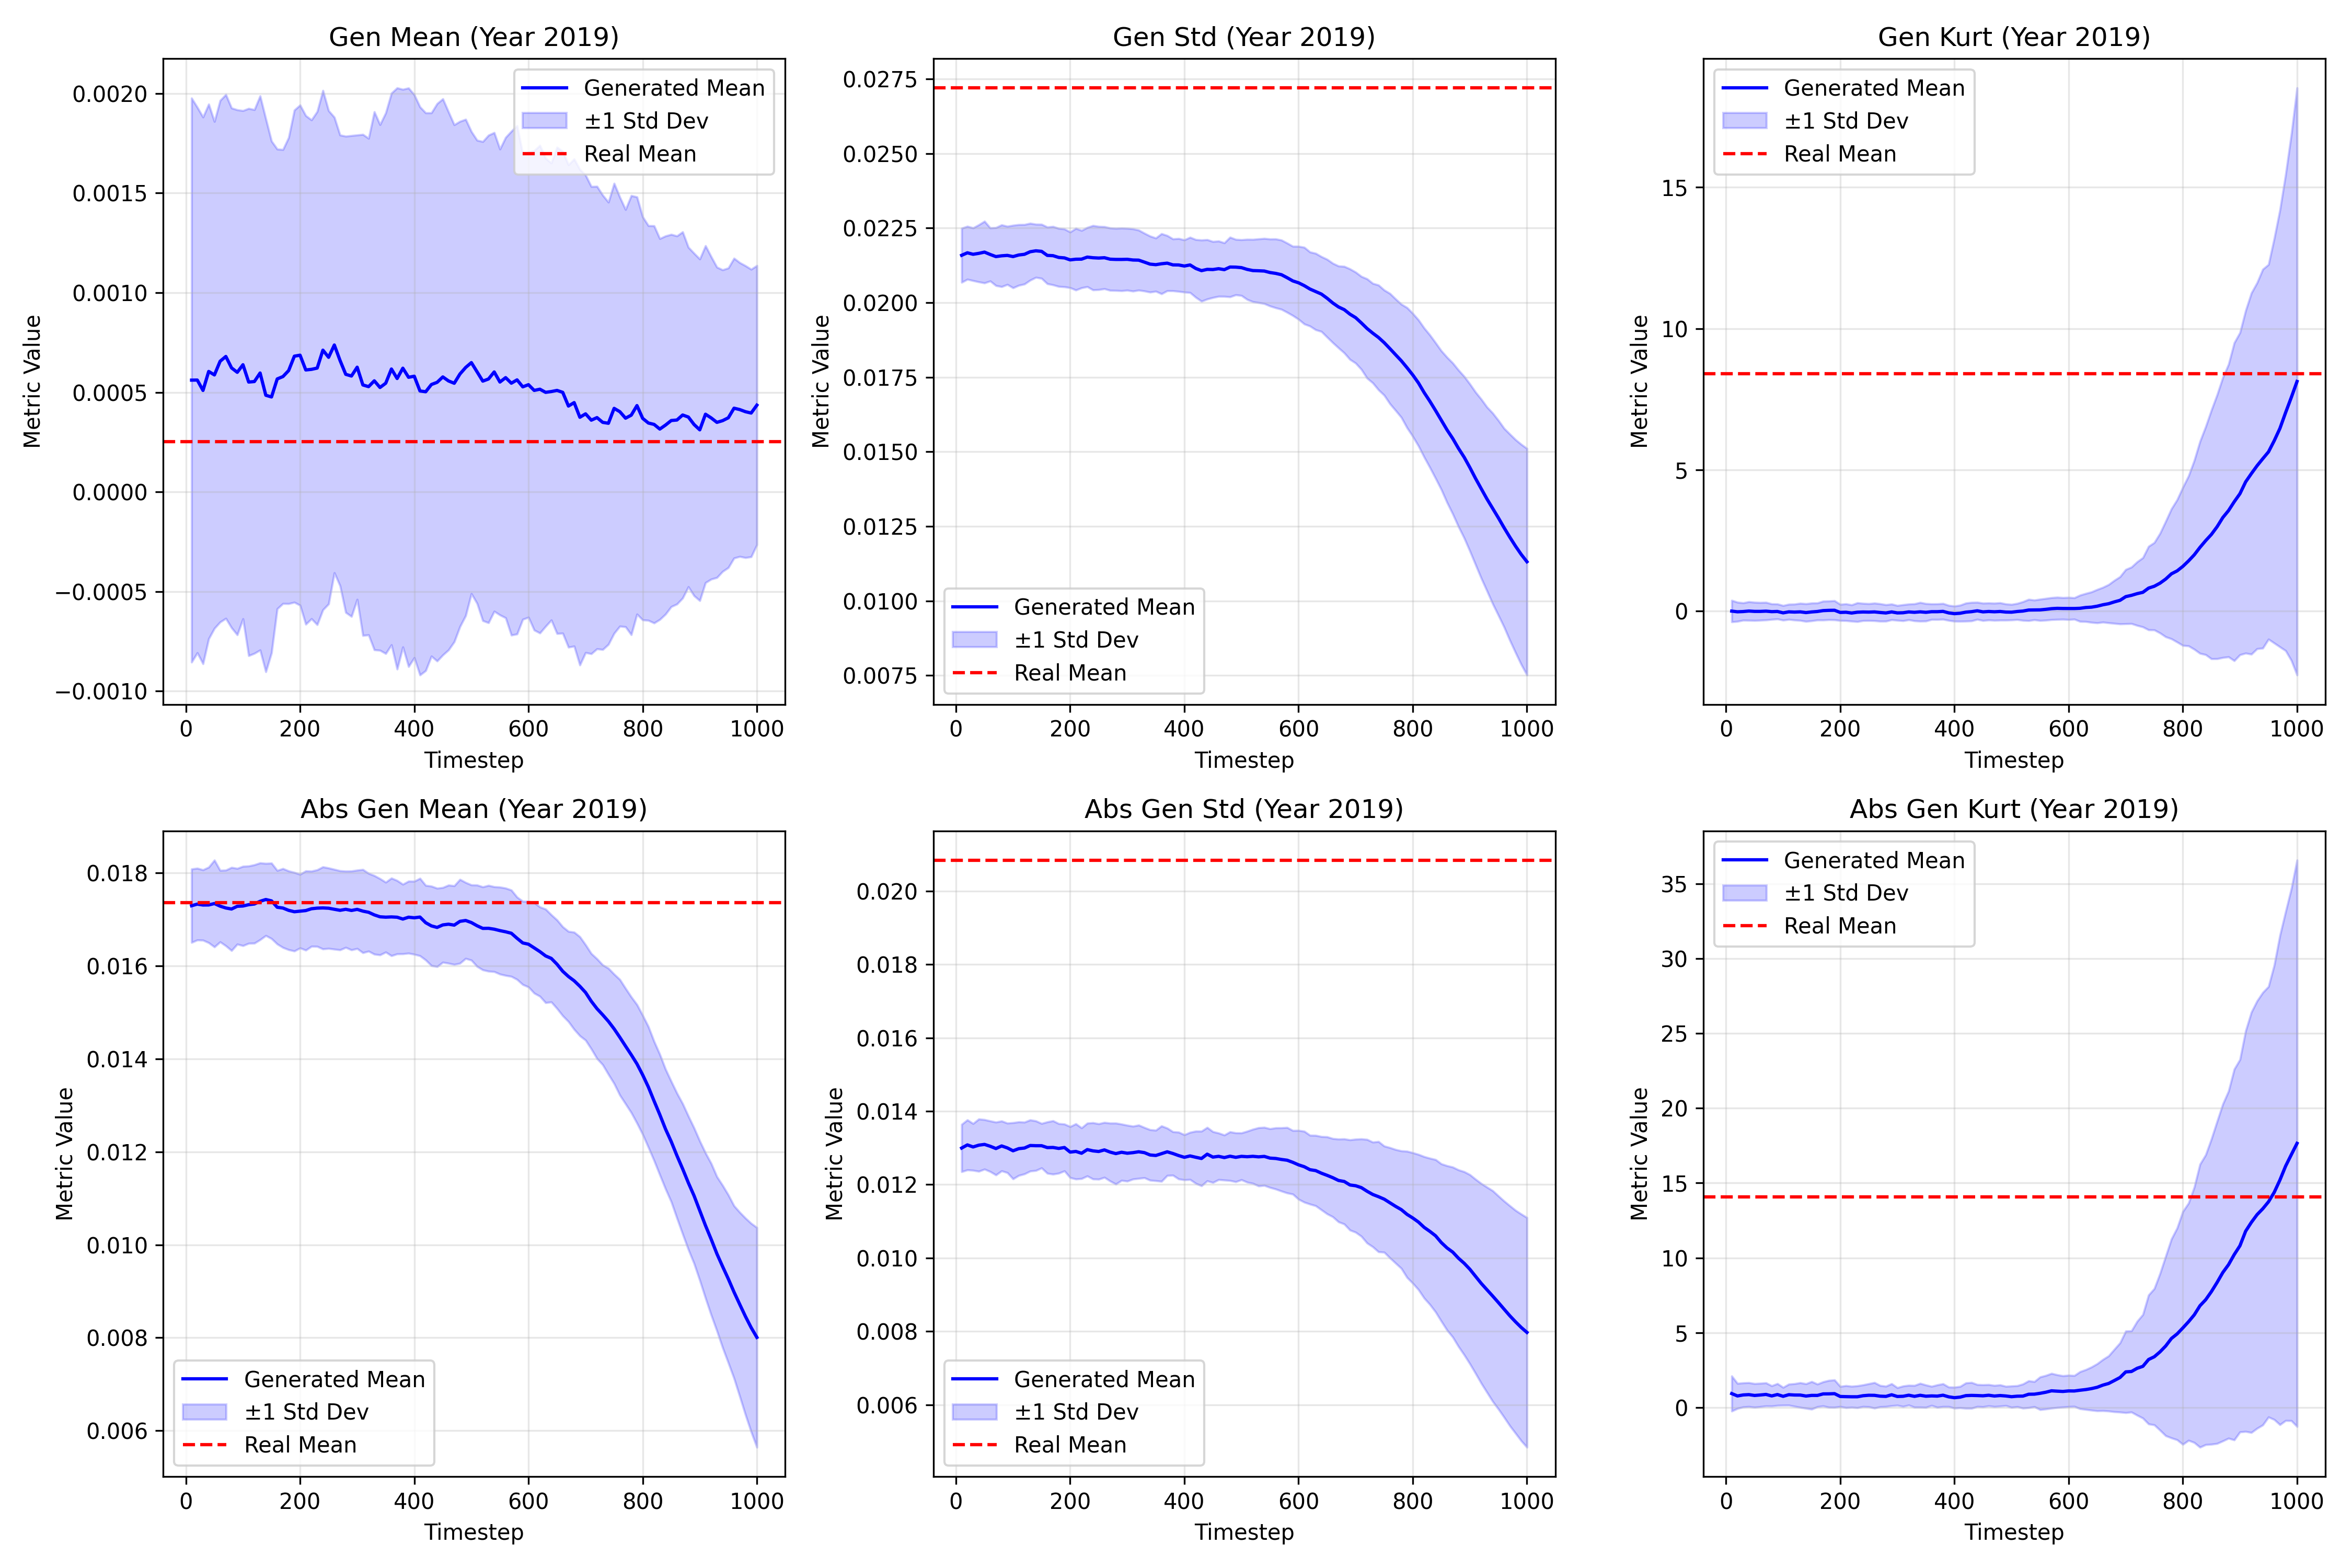 Gen Mean (Year 2019)
Metric Value
0.0020
0.0015
0.0010
0.0005
0.0000
−0.0005
−0.0010
Generated Mean
±1 Std Dev
Real Mean
0 200 400 600 800 1000
Timestep
Gen Std (Year 2019)
Metric Value
0.0275
0.0250
0.0225
0.0200
0.0175
0.0150
0.0125
0.0100
0.0075
Generated Mean
±1 Std Dev
Real Mean
0 200 400 600 800 1000
Timestep
Gen Kurt (Year 2019)
Metric Value
15
10
5
0
Generated Mean
±1 Std Dev
Real Mean
0 200 400 600 800 1000
Timestep
Abs Gen Mean (Year 2019)
Metric Value
0.018
0.016
0.014
0.012
0.010
0.008
0.006
Generated Mean
±1 Std Dev
Real Mean
0 200 400 600 800 1000
Timestep
Abs Gen Std (Year 2019)
Metric Value
0.020
0.018
0.016
0.014
0.012
0.010
0.008
0.006
Generated Mean
±1 Std Dev
Real Mean
0 200 400 600 800 1000
Timestep
Abs Gen Kurt (Year 2019)
Metric Value
35
30
25
20
15
10
5
0
Generated Mean
±1 Std Dev
Real Mean
0 200 400 600 800 1000
Timestep